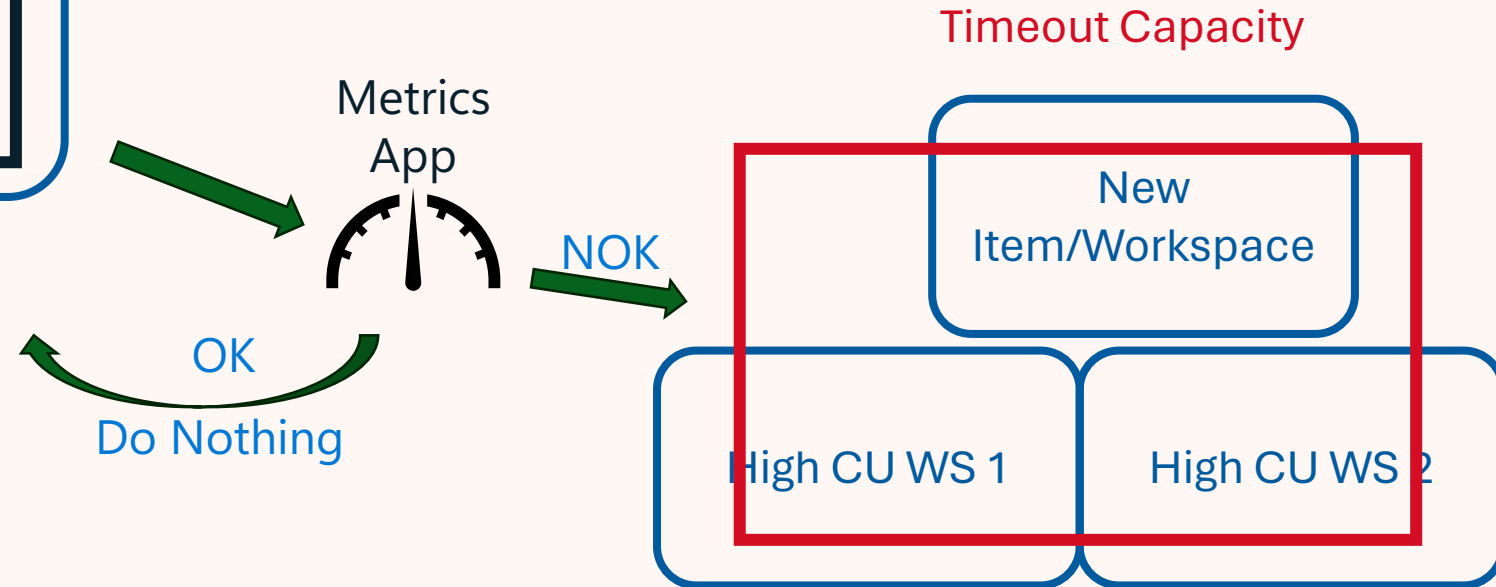 Timeout Capacity
Metrics
App
New
Item/Workspace
NOK
OK
Do Nothing
High CU WS 1
High CU WS 2